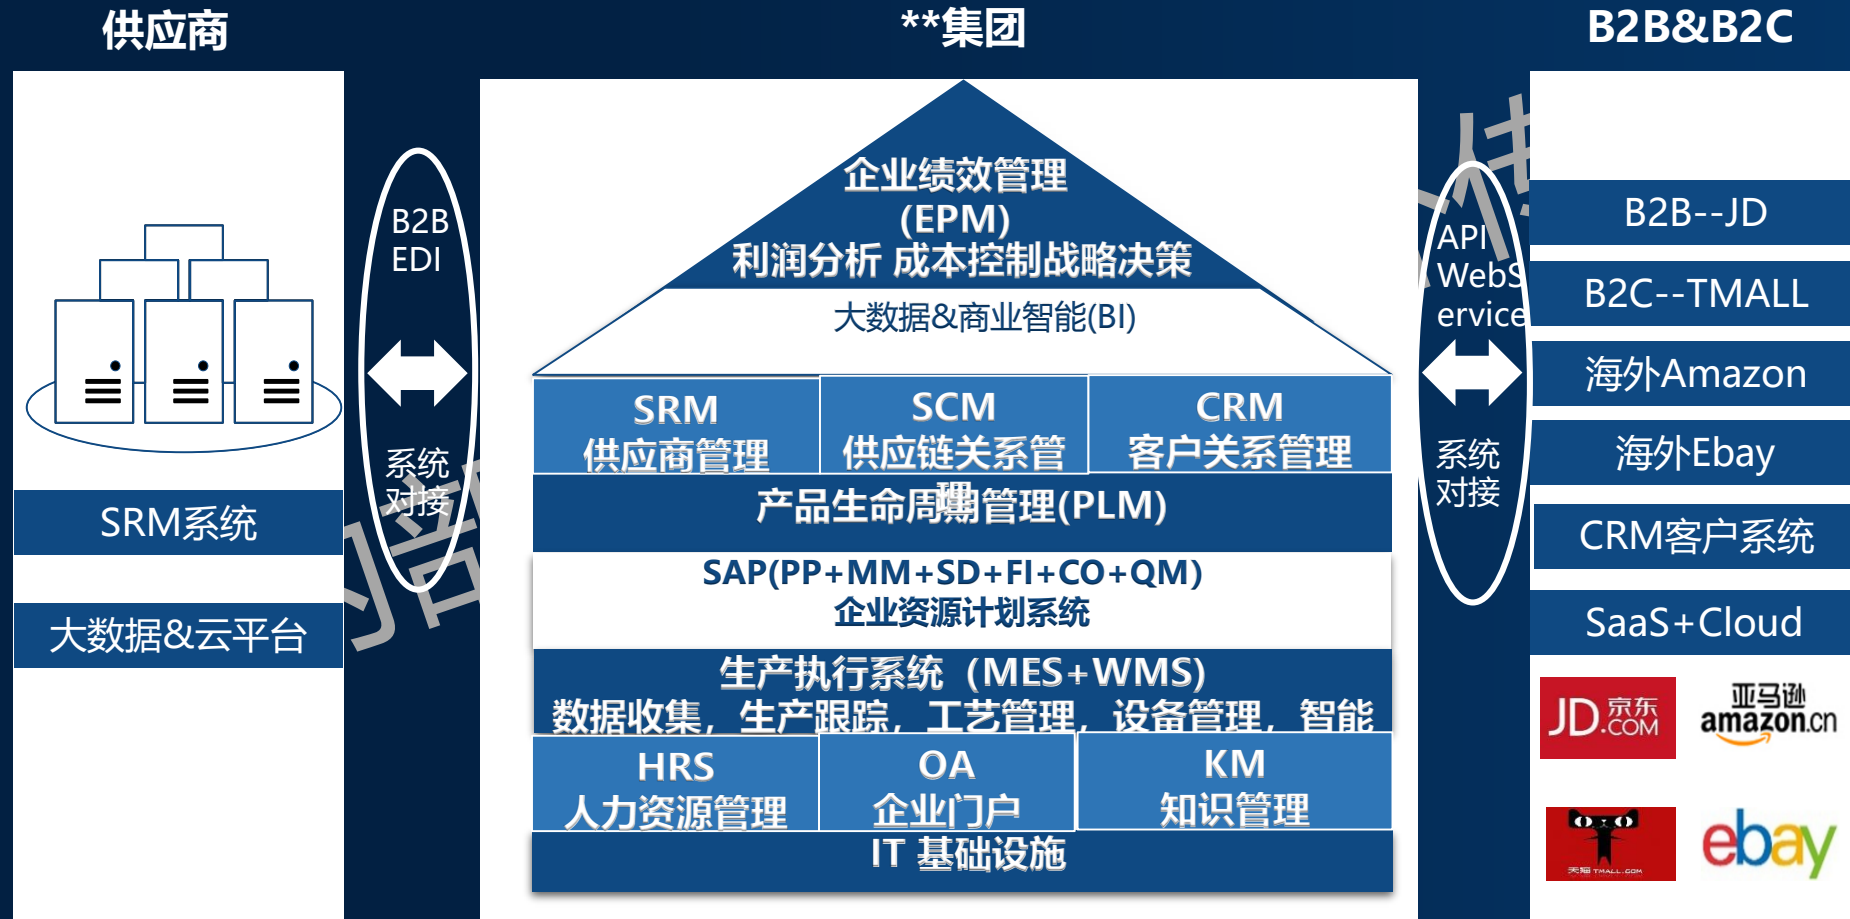 供应商
**集团
B2B&B2C
B2B
EDI
系统
对接
SRM系统
大数据&云平台
企业绩效管理
(EPM)
利润分析 成本控制战略决策
大数据&商业智能(BI)
SRM
供应商管理
SCM
供应链关系管
理
CRM
客户关系管理
产品生命周期管理(PLM)
SAP(PP+MM+SD+FI+CO+QM)
企业资源计划系统
生产执行系统（MES+WMS)
数据收集，生产跟踪，工艺管理，设备管理，智能
HRS
人力资源管理
OA
企业门户
KM
知识管理
IT 基础设施
API
WebS
ervice
系统
对接
B2B--JD
B2C--TMALL
海外Amazon
海外Ebay
CRM客户系统
SaaS+Cloud
JD京东
.COM
亚马逊
amazon.cn
天猫 TMALL.COM
ebay